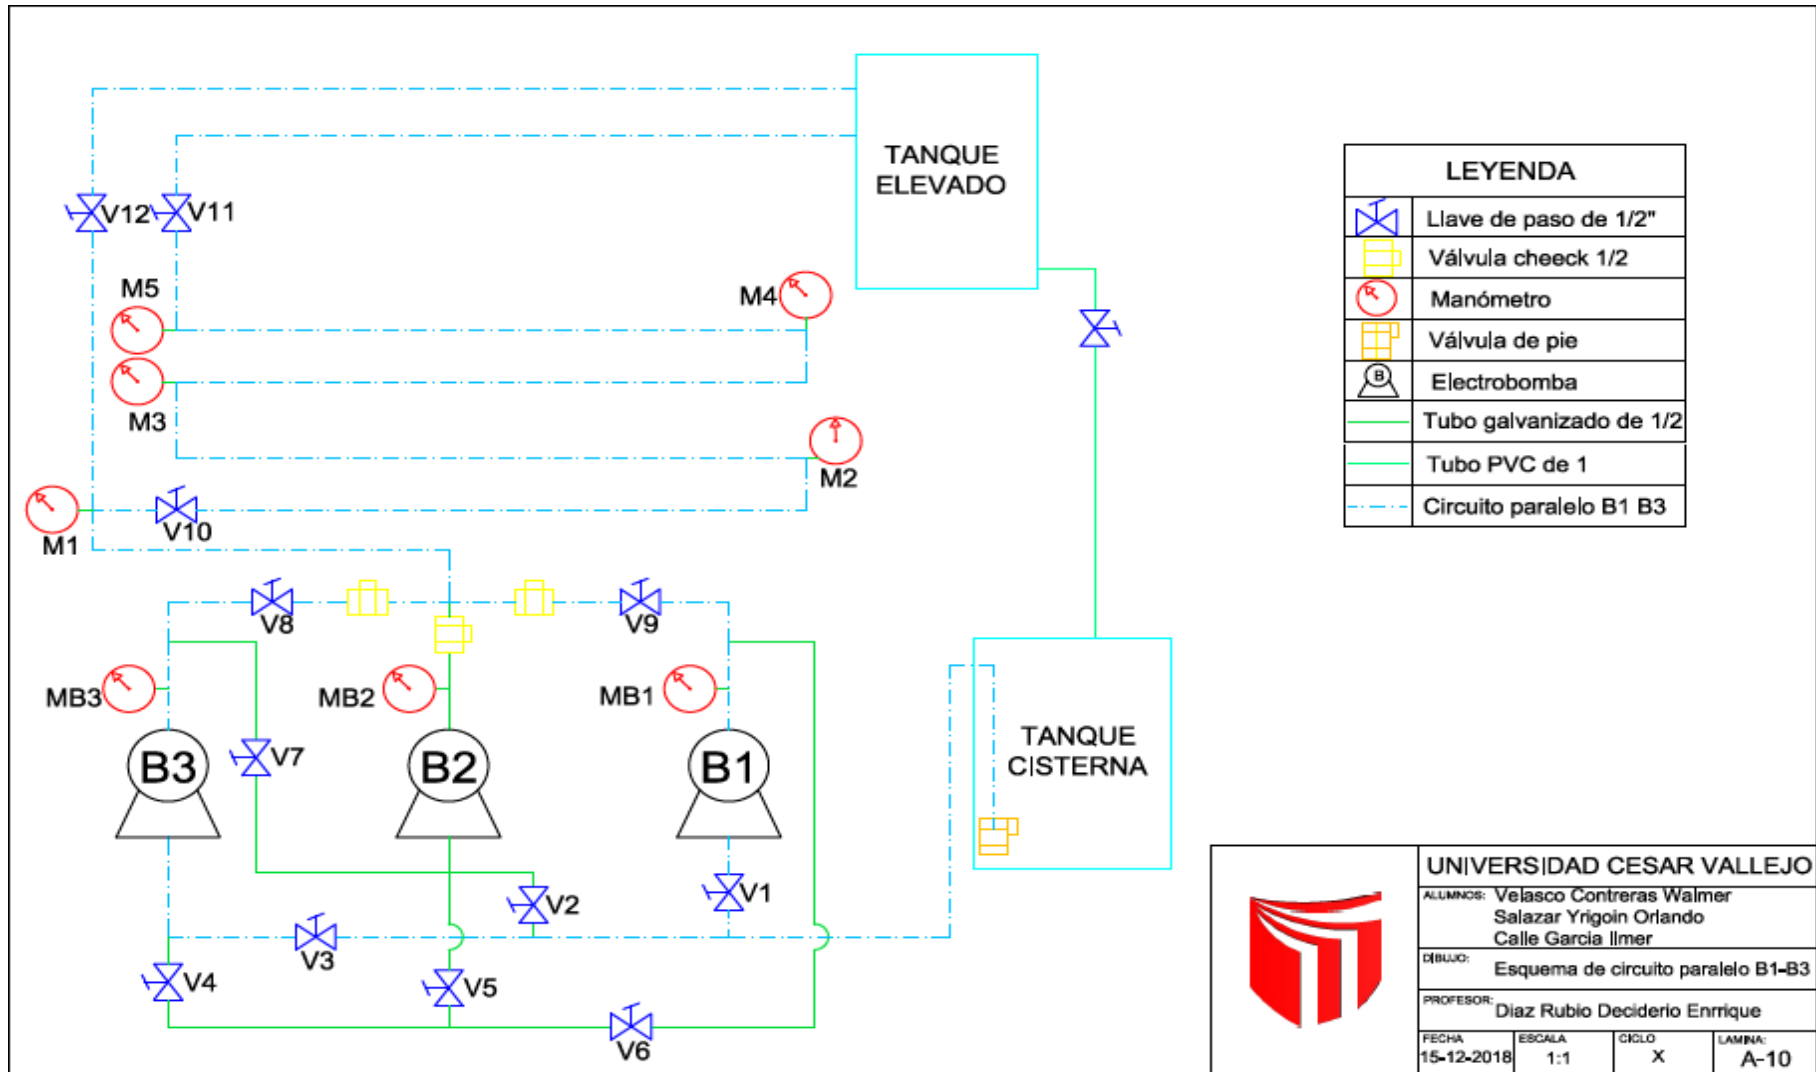 TANQUE
ELEVADO
V12
V11
M5
M4
M3
M2
M1
V10
V8
V9
MB3
MB2
MB1
B3
B2
B1
V7
TANQUE
CISTERNA
V2
V1
V3
V4
V5
V6
LEYENDA
Llave de paso de 1/2"
Válvula cheeck 1/2
Manómetro
Válvula de pie
B
Electrobomba
Tubo galvanizado de 1/2
Tubo PVC de 1
Circuito paralelo B1 B3
UNIVERSIDAD CESAR VALLEJO
ALUMNOS: Velasco Contreras Walmer
Salazar Yrigoin Orlando
Calle Garcia Ilmer
DIBUJO: Esquema de circuito paralelo B1-B3
PROFESOR: Diaz Rubio Deciderio Enrrique
FECHA
15-12-2018
ESCALA
1:1
CICLO
X
LAMINA:
A-10